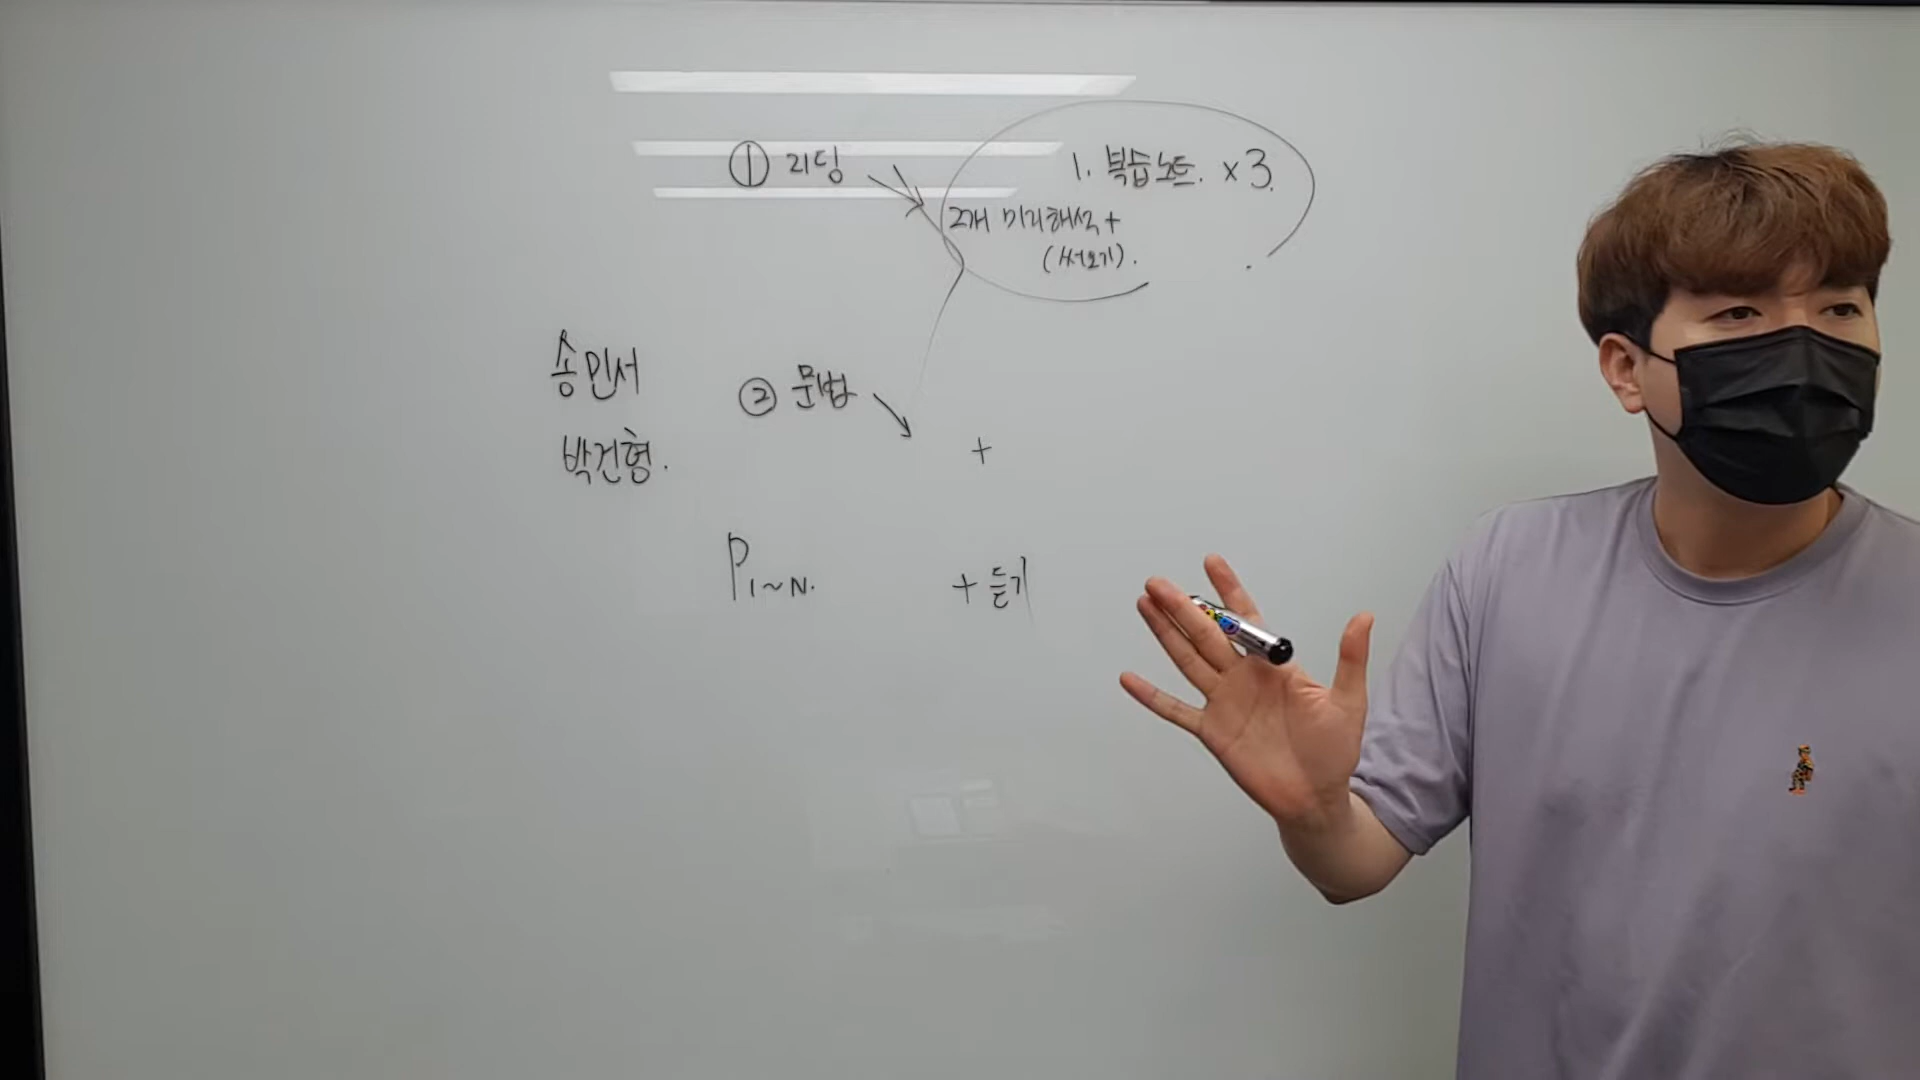 ① 리딩
1. 복습노트. x 3.
2개 미리해석 +
(써오기).
송민서
박건형.
② 문법
+
P1~N.
+ 듣기